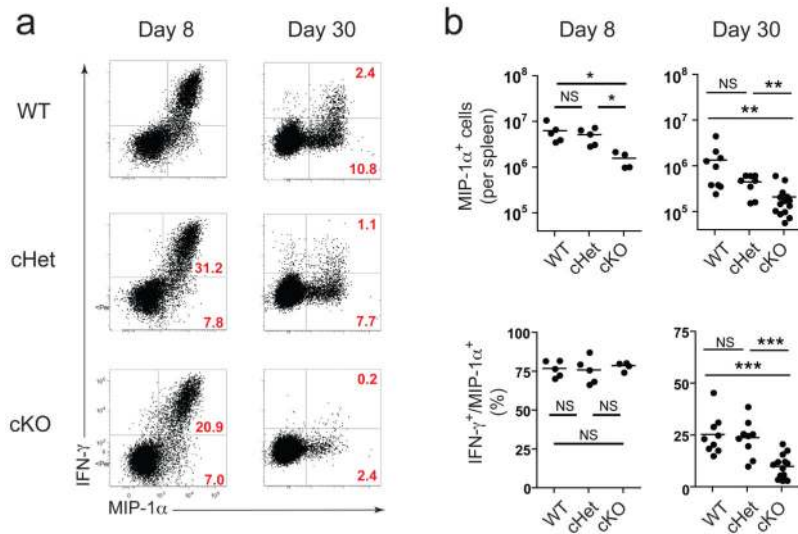 a
Day 8
Day 30
WT
2.4
10.8
cHet
31.2
7.8
1.1
7.7
cKO
20.9
7.0
0.2
2.4
IFN-γ
MIP-1α
b
Day 8
Day 30
MIP-1α⁺ cells
(per spleen)
10⁸
10⁷
10⁶
10⁵
*
NS
*
WT
cHet
cKO
10⁸
10⁷
10⁶
10⁵
NS
**
**
WT
cHet
cKO
IFN-γ⁺/MIP-1α⁺
(%)
100
75
50
25
0
NS
NS
NS
WT
cHet
cKO
75
50
25
0
NS
***
***
WT
cHet
cKO